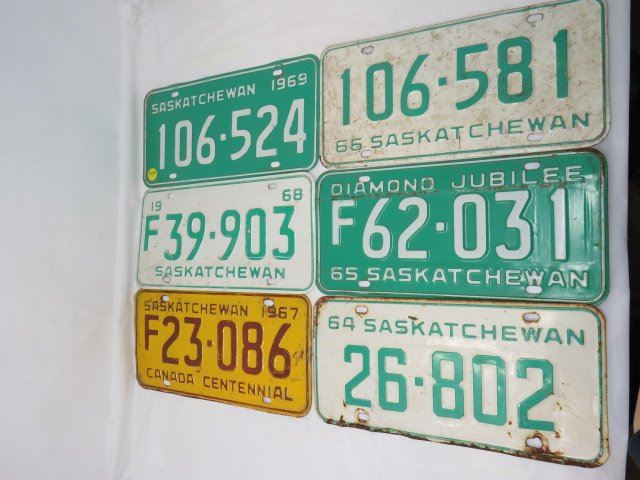 SASKATCHEWAN 1969
106·524
106·581
66 SASKATCHEWAN
19 68
F39·903
SASKATCHEWAN
DIAMOND JUBILEE
F62·031
65 SASKATCHEWAN
SASKATCHEWAN 1967
F23·086
CANADA CENTENNIAL
64 SASKATCHEWAN
26·802